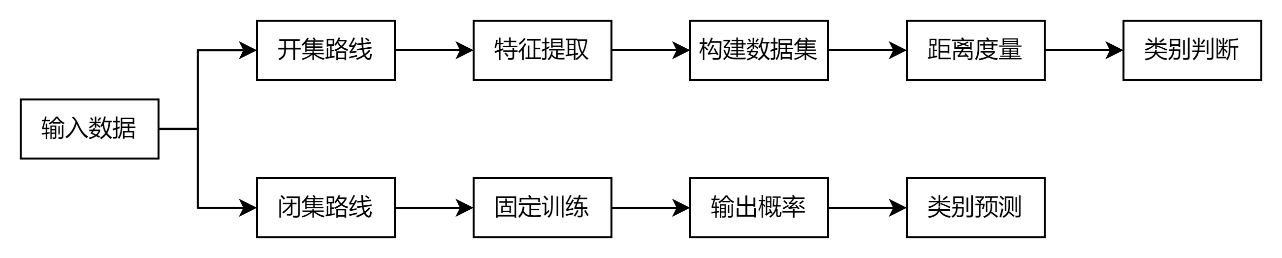 输入数据
开集路线
特征提取
构建数据集
距离度量
类别判断
闭集路线
固定训练
输出概率
类别预测